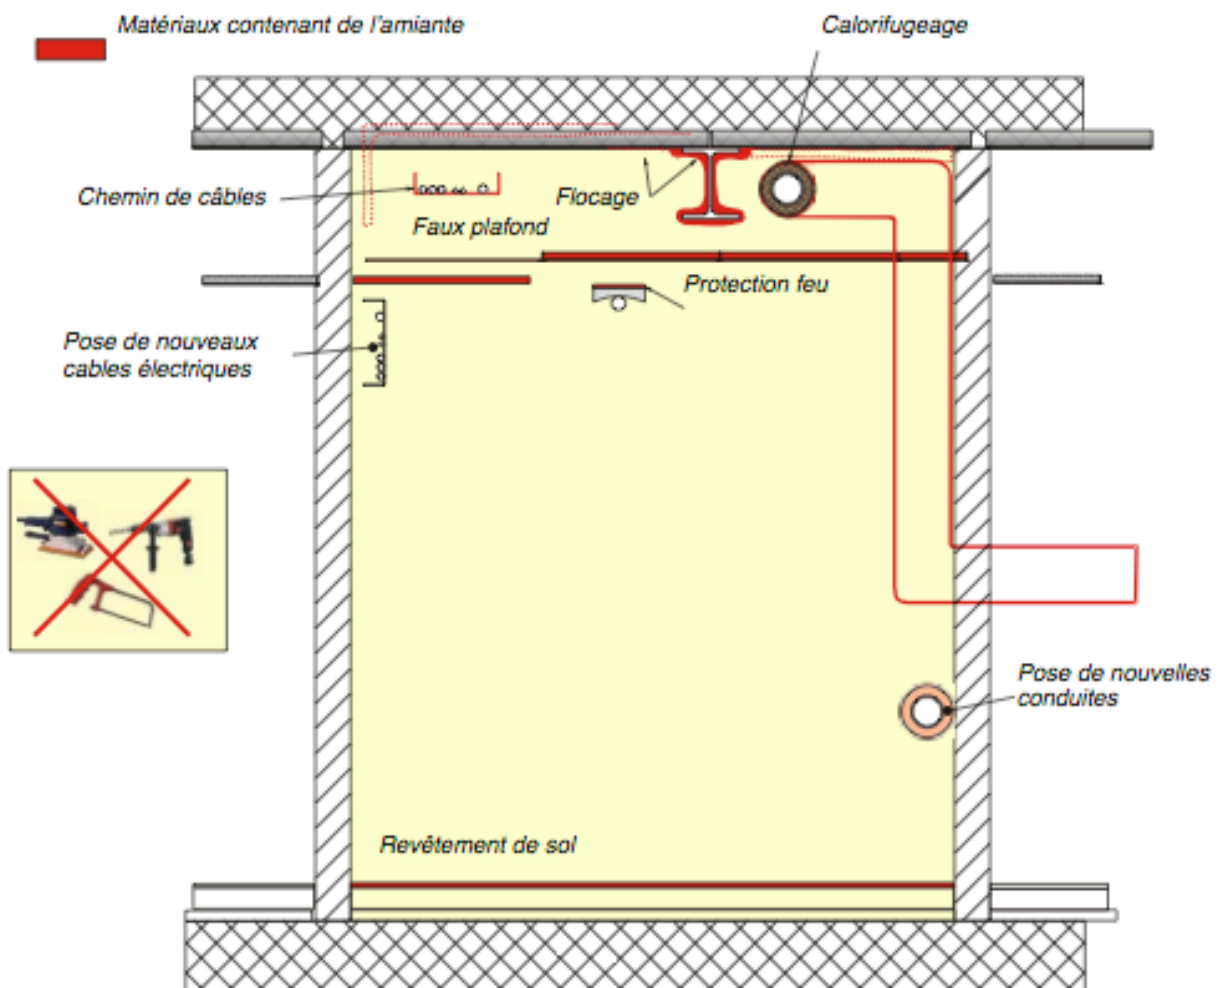 Matériaux contenant de l'amiante
Calorifugeage
Chemin de câbles
Flocage
Faux plafond
Protection feu
Pose de nouveaux
cables électriques
Pose de nouvelles
conduites
Revêtement de sol